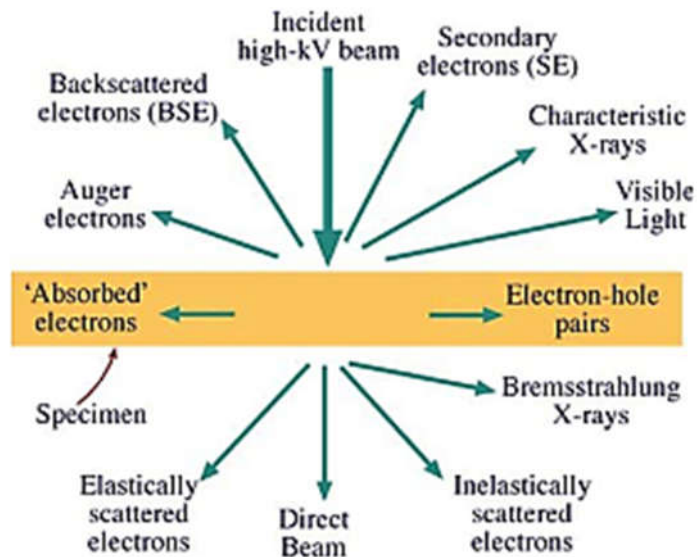 Incident
high-kV beam
Secondary
electrons (SE)
Backscattered
electrons (BSE)
Characteristic
X-rays
Auger
electrons
Visible
Light
'Absorbed'
electrons
Electron-hole
pairs
Specimen
Bremsstrahlung
X-rays
Elastically
scattered
electrons
Direct
Beam
Inelastically
scattered
electrons